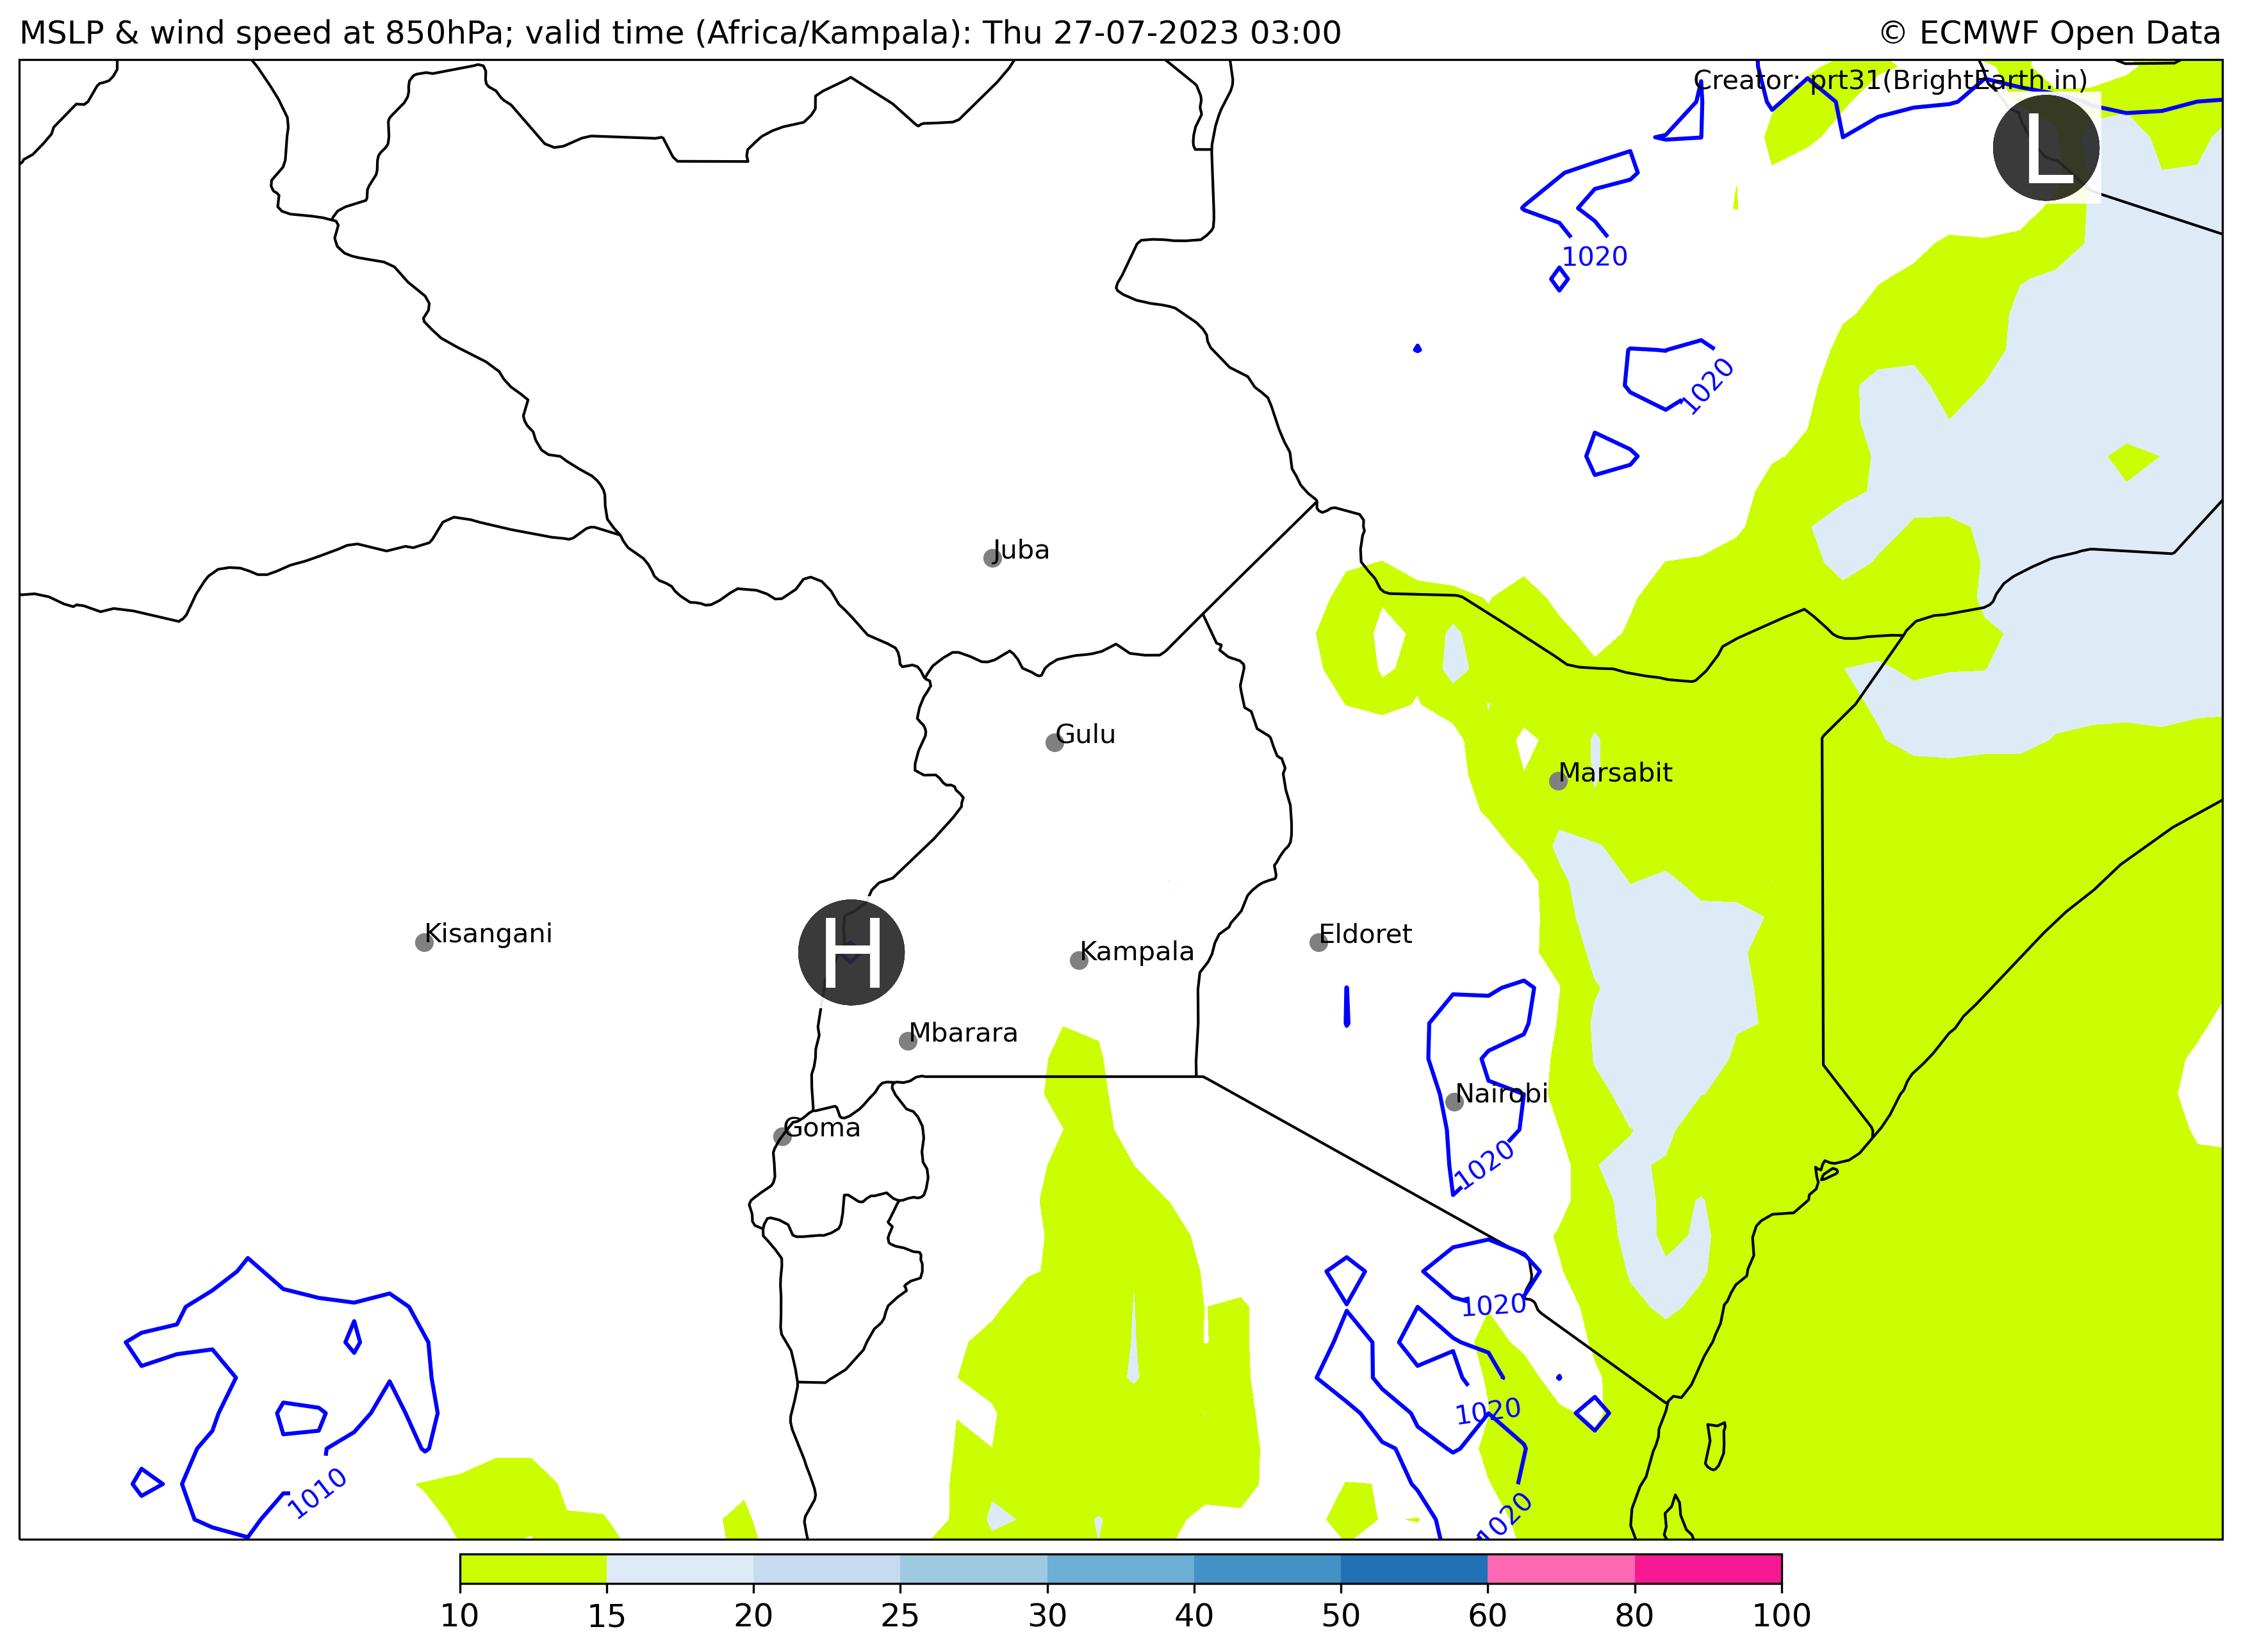 MSLP & wind speed at 850hPa; valid time (Africa/Kampala): Thu 27-07-2023 03:00
© ECMWF Open Data
Creator: prt31(BrightEarth.in)
L
1020
1020
Juba
Gulu
Marsabit
Kisangani
H
Kampala
Eldoret
Mbarara
Nairobi
Goma
1020
1020
1020
1010
1020
10 15 20 25 30 40 50 60 80 100